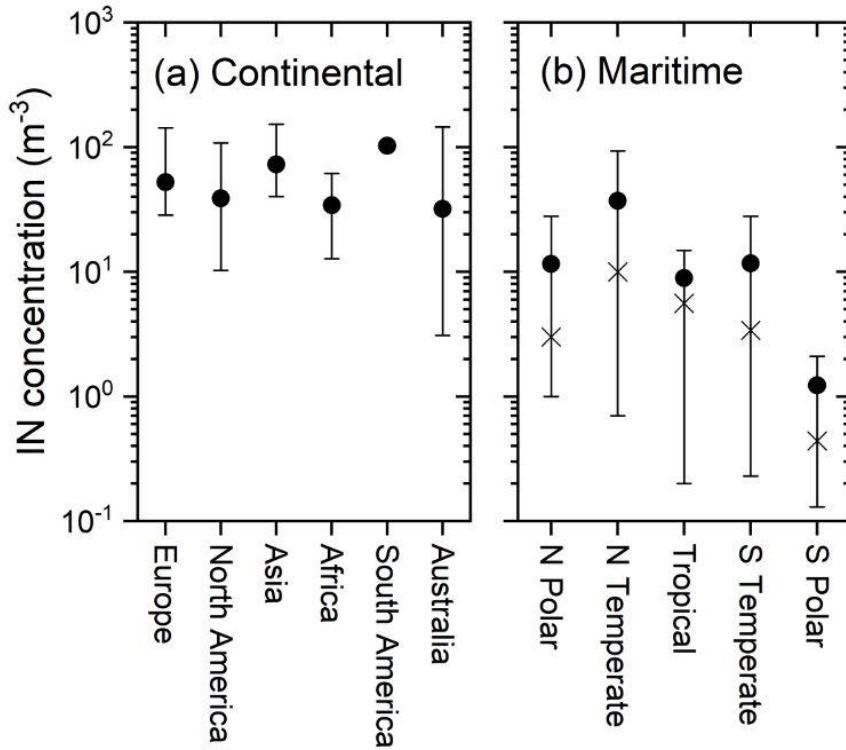 (a) Continental
(b) Maritime
IN concentration (m⁻³)
10³
10²
10¹
10⁰
10⁻¹
Europe
North America
Asia
Africa
South America
Australia
N Polar
N Temperate
Tropical
S Temperate
S Polar